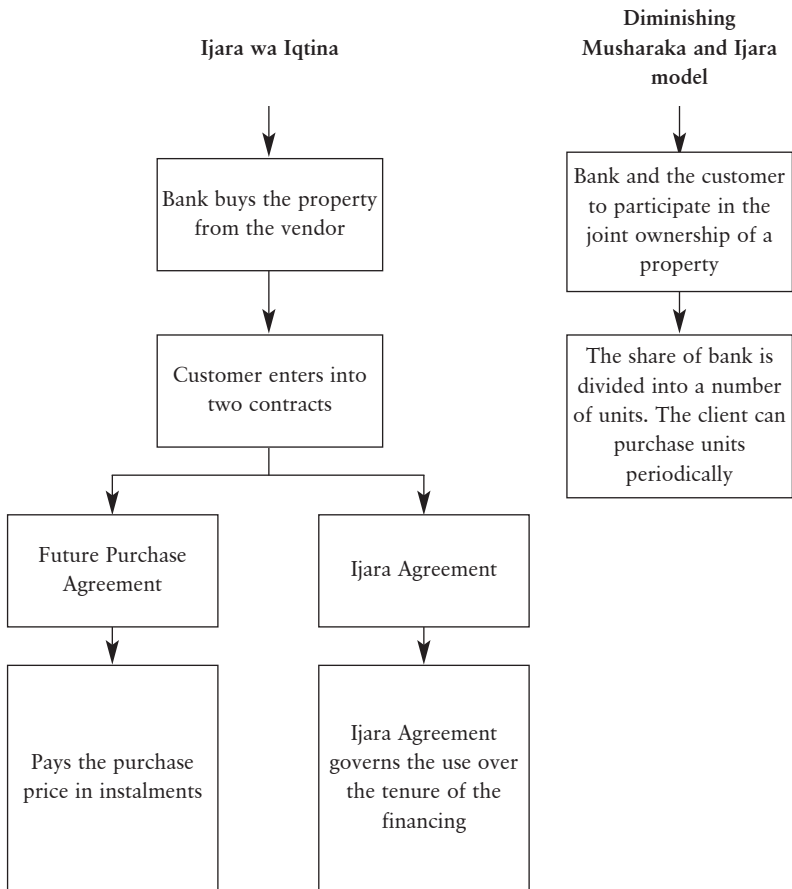 Ijara wa Iqtina
Bank buys the property
from the vendor
Customer enters into
two contracts
Future Purchase
Agreement
Pays the purchase
price in instalments
Ijara Agreement
Ijara Agreement
governs the use over
the tenure of the
financing
Diminishing
Musharaka and Ijara
model
Bank and the customer
to participate in the
joint ownership of a
property
The share of bank is
divided into a number
of units. The client can
purchase units
periodically